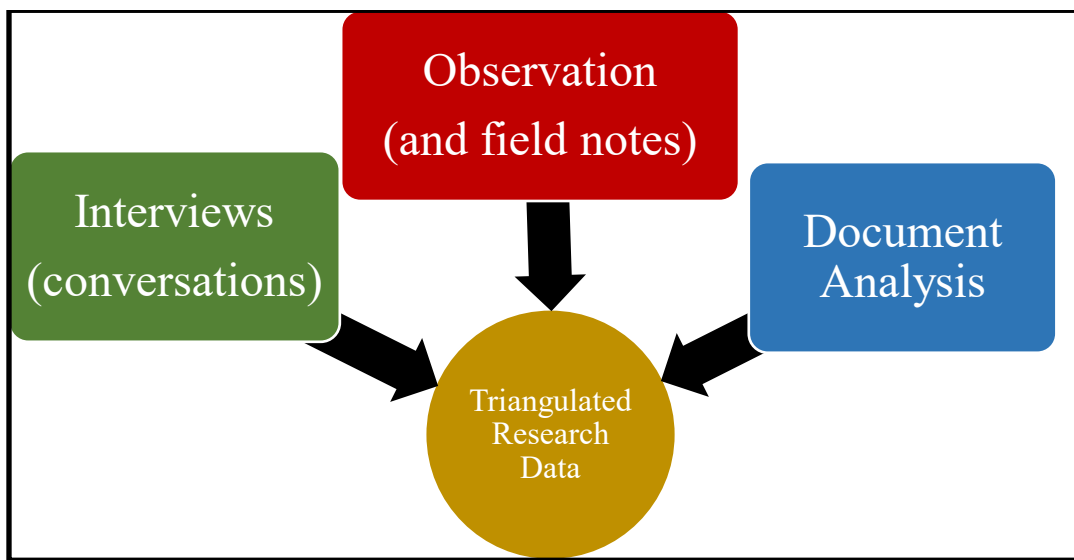 Observation
(and field notes)
Interviews
(conversations)
Document
Analysis
Triangulated
Research
Data